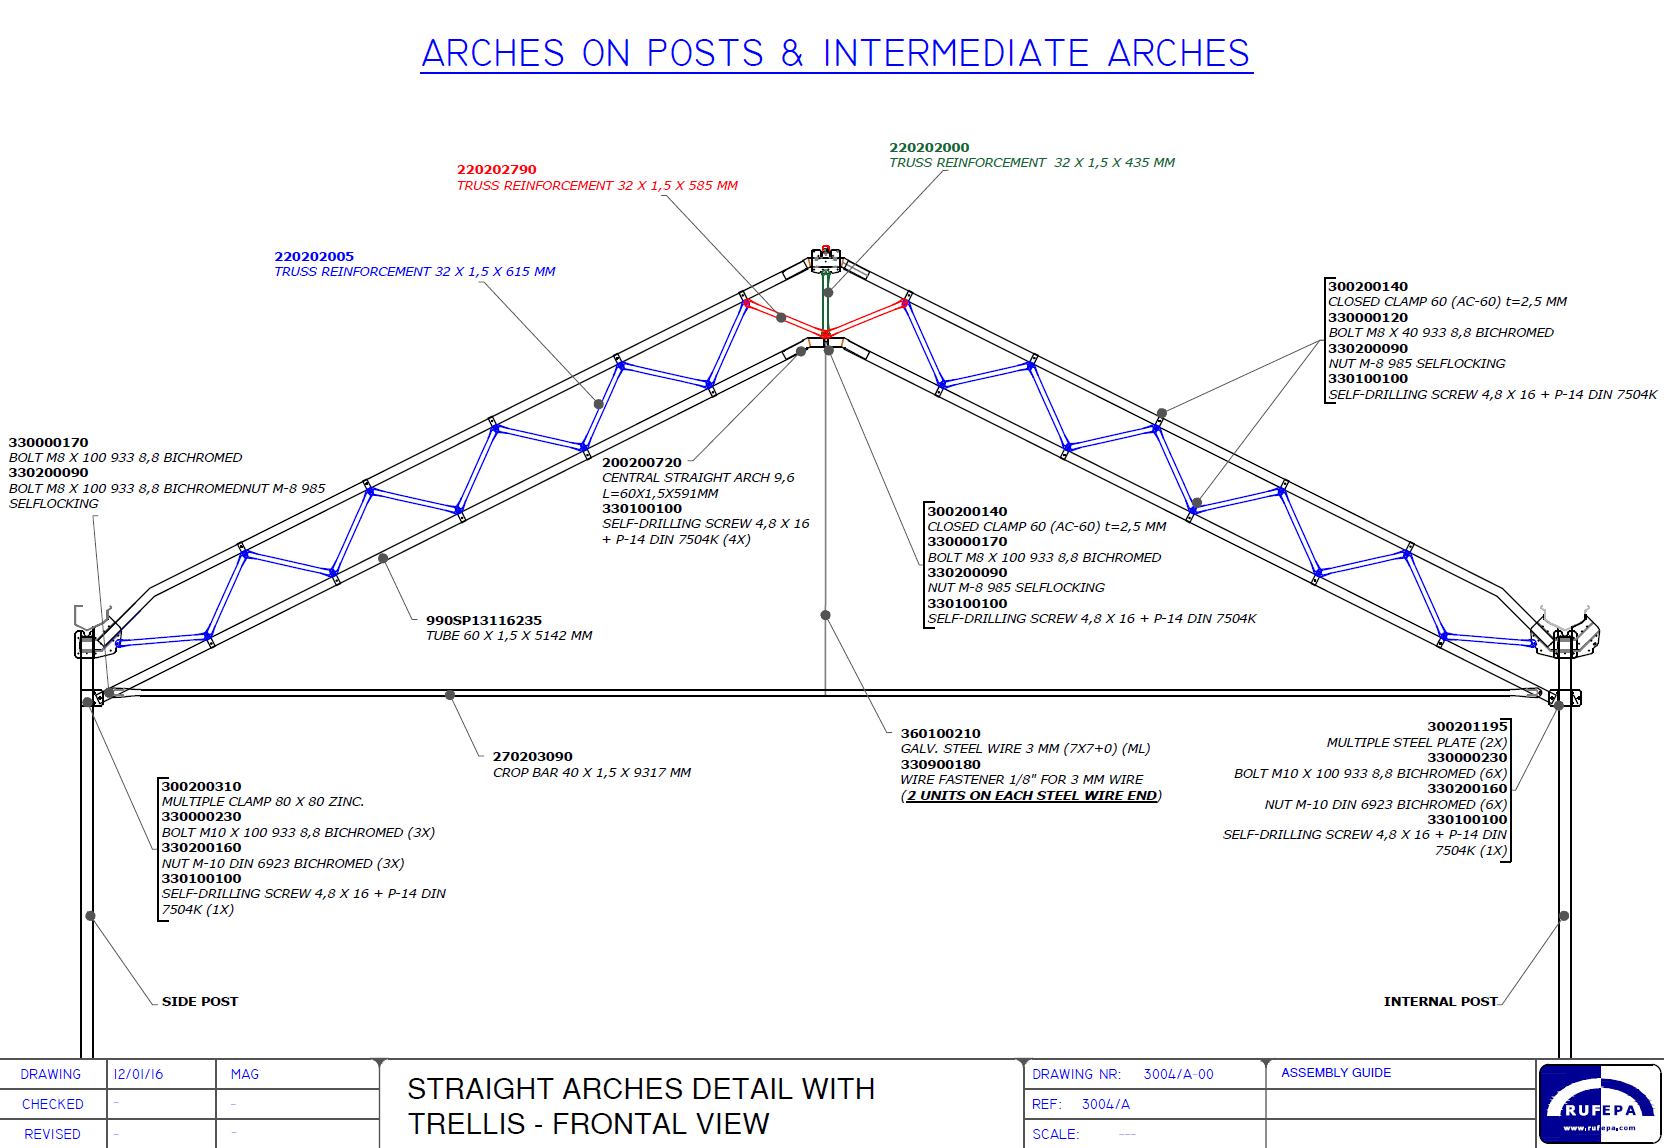 ARCHES ON POSTS & INTERMEDIATE ARCHES
220202000
TRUSS REINFORCEMENT 32 X 1,5 X 435 MM
220202790
TRUSS REINFORCEMENT 32 X 1,5 X 585 MM
220202005
TRUSS REINFORCEMENT 32 X 1,5 X 615 MM
300200140
CLOSED CLAMP 60 (AC-60) t=2,5 MM
330000120
BOLT M8 X 40 933 8,8 BICHROMED
330200090
NUT M-8 985 SELFLOCKING
330100100
SELF-DRILLING SCREW 4,8 X 16 + P-14 DIN 7504K
330000170
BOLT M8 X 100 933 8,8 BICHROMED
330200090
BOLT M8 X 100 933 8,8 BICHROMEDNUT M-8 985
SELFLOCKING
200200720
CENTRAL STRAIGHT ARCH 9,6
L=60X1,5X591MM
330100100
SELF-DRILLING SCREW 4,8 X 16
+ P-14 DIN 7504K (4X)
300200140
CLOSED CLAMP 60 (AC-60) t=2,5 MM
330000170
BOLT M8 X 100 933 8,8 BICHROMED
330200090
NUT M-8 985 SELFLOCKING
330100100
SELF-DRILLING SCREW 4,8 X 16 + P-14 DIN 7504K
990SP13116235
TUBE 60 X 1,5 X 5142 MM
270203090
CROP BAR 40 X 1,5 X 9317 MM
360100210
GALV. STEEL WIRE 3 MM (7X7+0) (ML)
330900180
WIRE FASTENER 1/8" FOR 3 MM WIRE
(2 UNITS ON EACH STEEL WIRE END)
300201195
MULTIPLE STEEL PLATE (2X)
330000230
BOLT M10 X 100 933 8,8 BICHROMED (6X)
330200160
NUT M-10 DIN 6923 BICHROMED (6X)
330100100
SELF-DRILLING SCREW 4,8 X 16 + P-14 DIN
7504K (1X)
300200310
MULTIPLE CLAMP 80 X 80 ZINC.
330000230
BOLT M10 X 100 933 8,8 BICHROMED (3X)
330200160
NUT M-10 DIN 6923 BICHROMED (3X)
330100100
SELF-DRILLING SCREW 4,8 X 16 + P-14 DIN
7504K (1X)
SIDE POST
INTERNAL POST
DRAWING 12/01/16 MAG
CHECKED - -
REVISED - -
STRAIGHT ARCHES DETAIL WITH
TRELLIS - FRONTAL VIEW
DRAWING NR: 3004/A-00
REF: 3004/A
SCALE: ---
ASSEMBLY GUIDE
RUFEPA
www.rufepa.com